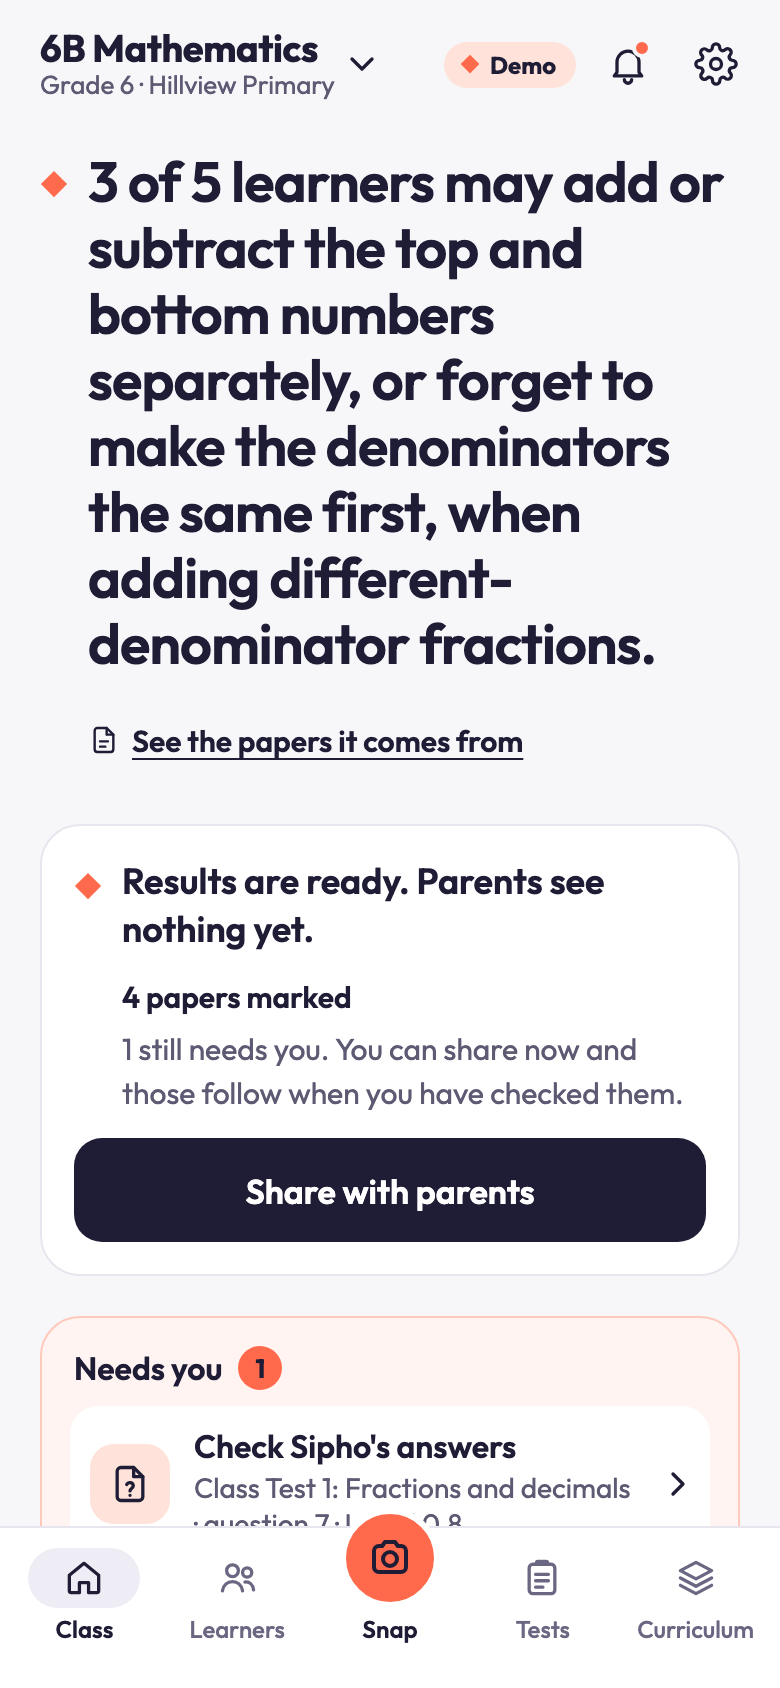 6B Mathematics
Grade 6 · Hillview Primary
Demo
3 of 5 learners may add or
subtract the top and
bottom numbers
separately, or forget to
make the denominators
the same first, when
adding different-
denominator fractions.
See the papers it comes from
Results are ready. Parents see
nothing yet.
4 papers marked
1 still needs you. You can share now and
those follow when you have checked them.
Share with parents
Needs you 1
Check Sipho's answers
Class Test 1: Fractions and decimals
· question 7 ·
Class
Learners
Snap
Tests
Curriculum